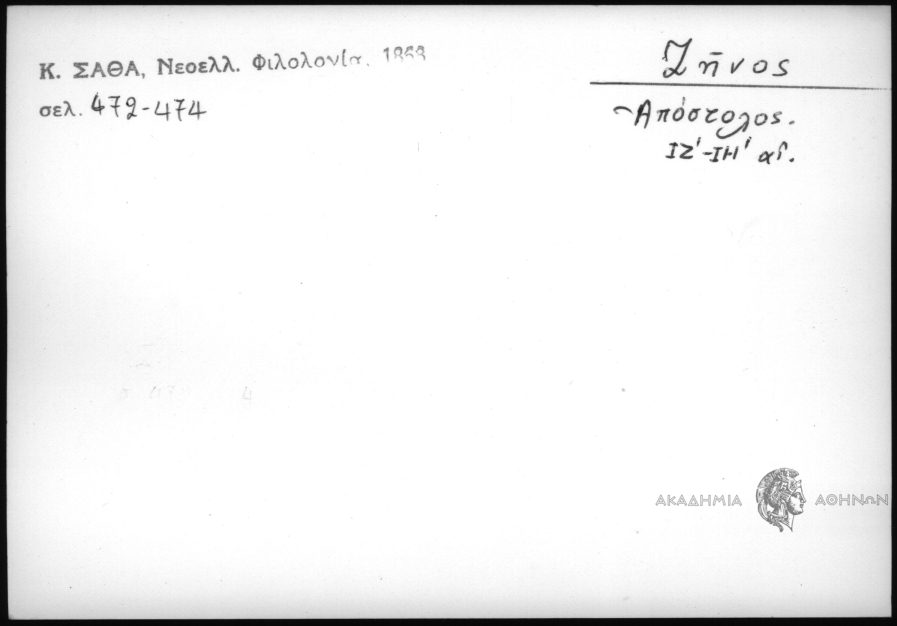 Κ. ΣΑΘΑ, Νεοελλ. Φιλολογία. 1868
σελ. 472-474
Ζῆνος
Ἀπόστολος.
ΙΖ'-ΙΗ' αἰ.
ΑΚΑΔΗΜΙΑ ΑΘΗΝΩΝ